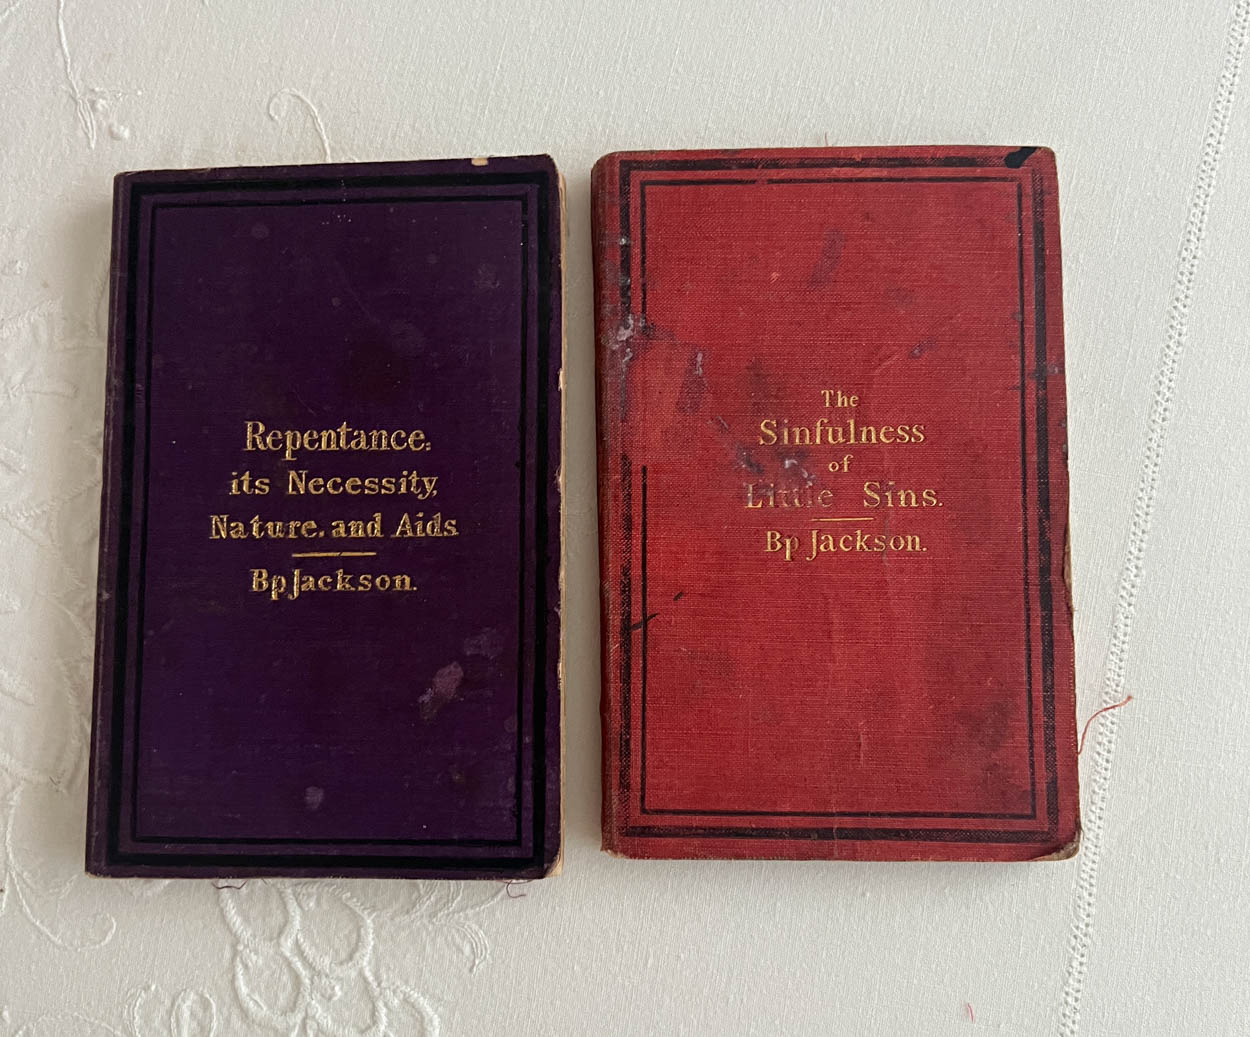 Repentance:
its Necessity,
Nature, and Aids
Bp Jackson.
The
Sinfulness
of
Little Sins.
Bp Jackson.